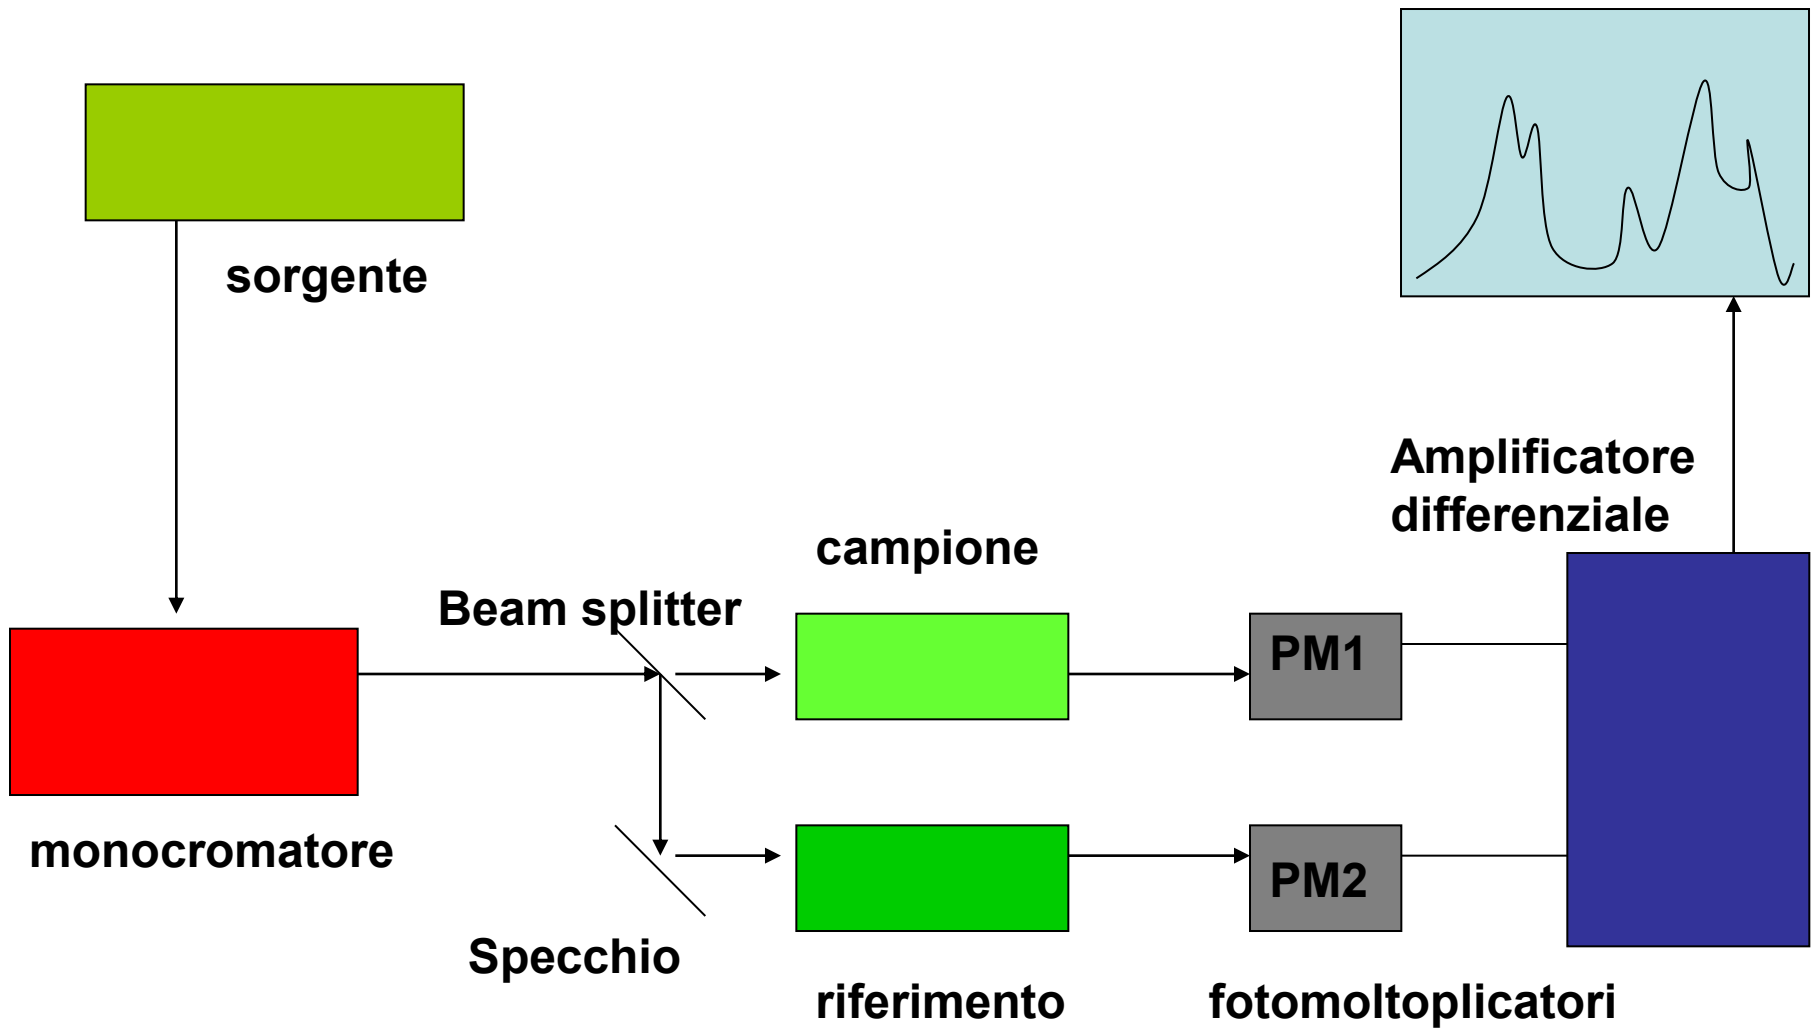 sorgente
Amplificatore
differenziale
campione
Beam splitter
PM1
monocromatore
PM2
Specchio
riferimento
fotomoltoplicatori